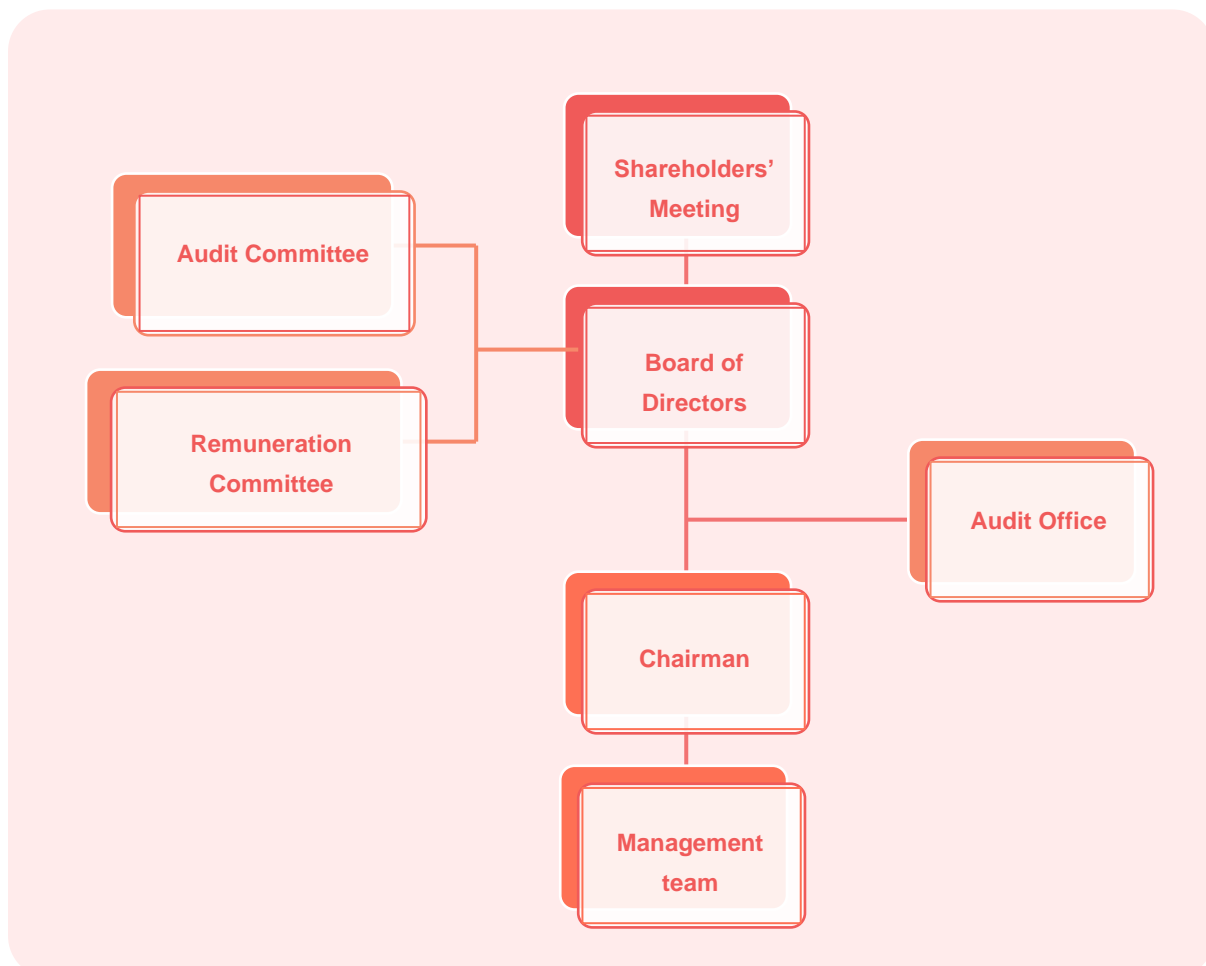 Shareholders’
Meeting
Audit Committee
Board of
Directors
Remuneration
Committee
Audit Office
Chairman
Management
team